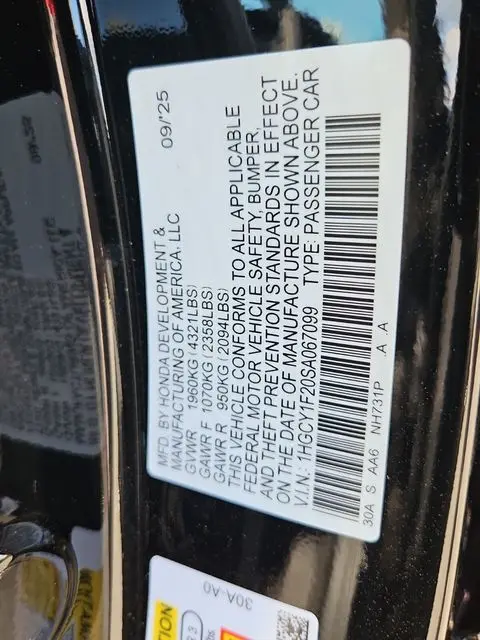 MFD. BY HONDA DEVELOPMENT & 09/'25
MANUFACTURING OF AMERICA, LLC
GVWR 1960KG (4321LBS)
GAWR F 1070KG (2358LBS)
GAWR R 950KG (2094LBS)
THIS VEHICLE CONFORMS TO ALL APPLICABLE
FEDERAL MOTOR VEHICLE SAFETY, BUMPER,
AND THEFT PREVENTION STANDARDS IN EFFECT
ON THE DATE OF MANUFACTURE SHOWN ABOVE.
V.I.N.: 1HGCY1F20SA067099 TYPE: PASSENGER CAR
30A S AA6 NH731P A A
30A-A0